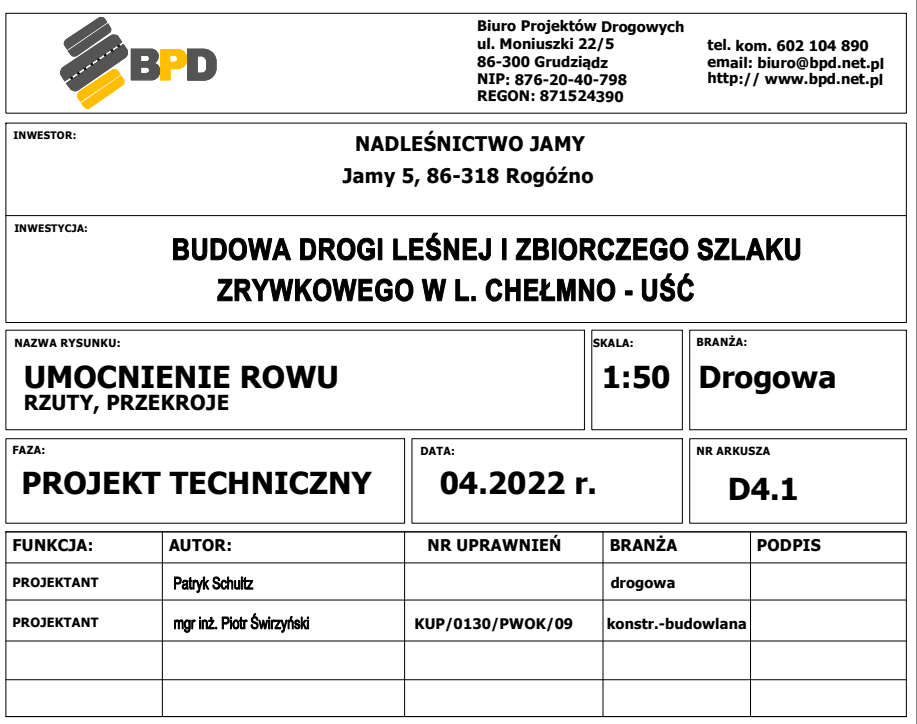 BPD
Biuro Projektów Drogowych
ul. Moniuszki 22/5
86-300 Grudziądz
NIP: 876-20-40-798
REGON: 871524390
tel. kom. 602 104 890
email: biuro@bpd.net.pl
http:// www.bpd.net.pl
INWESTOR:
NADLEŚNICTWO JAMY
Jamy 5, 86-318 Rogóźno
INWESTYCJA:
BUDOWA DROGI LEŚNEJ I ZBIORCZEGO SZLAKU
ZRYWKOWEGO W L. CHEŁMNO - UŚĆ
NAZWA RYSUNKU:
UMOCNIENIE ROWU
RZUTY, PRZEKROJE
SKALA:
1:50
BRANŻA:
Drogowa
FAZA:
PROJEKT TECHNICZNY
DATA:
04.2022 r.
NR ARKUSZA
D4.1
FUNKCJA: AUTOR: NR UPRAWNIEŃ BRANŻA PODPIS
PROJEKTANT Patryk Schultz drogowa
PROJEKTANT mgr inż. Piotr Świrzyński KUP/0130/PWOK/09 konstr.-budowlana